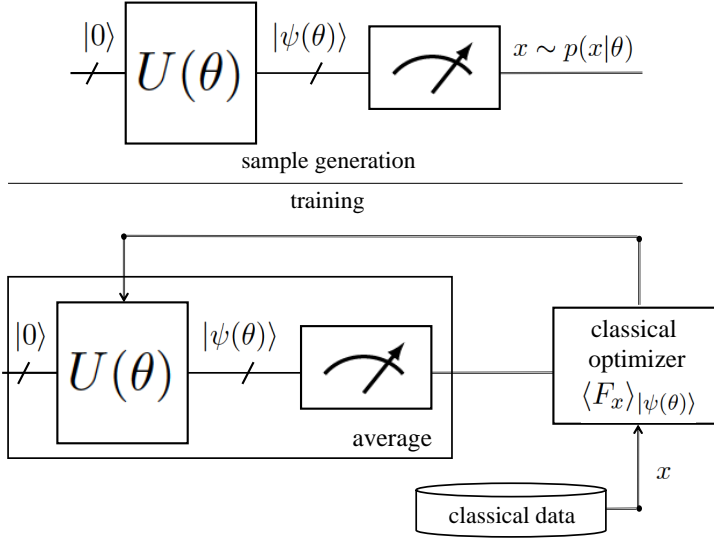 |0⟩
U(θ)
|ψ(θ)⟩
x ∼ p(x|θ)
sample generation
training
|0⟩
U(θ)
|ψ(θ)⟩
average
classical
optimizer
⟨F_x⟩_{|ψ(θ)⟩}
x
classical data